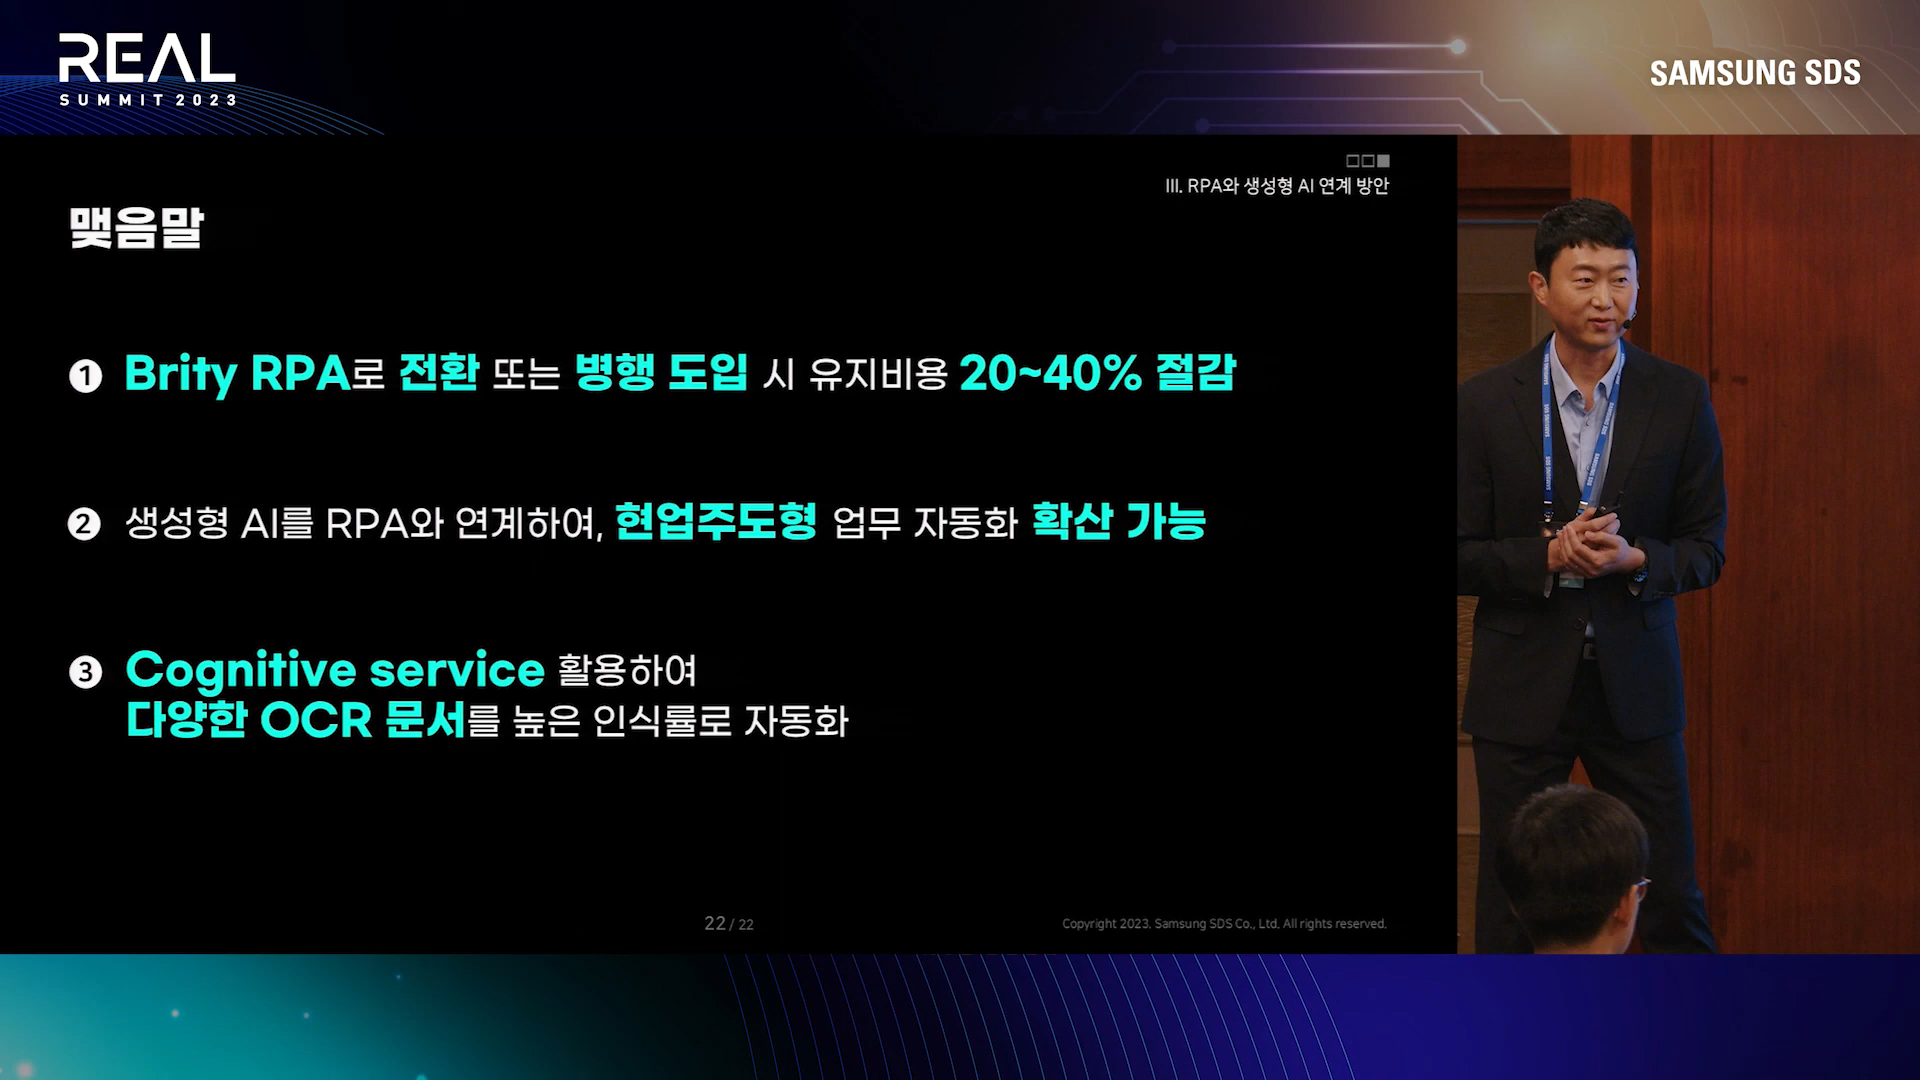 REAL
SUMMIT 2023
SAMSUNG SDS
III. RPA와 생성형 AI 연계 방안
맺음말
❶ Brity RPA로 전환 또는 병행 도입 시 유지비용 20~40% 절감
❷ 생성형 AI를 RPA와 연계하여, 현업주도형 업무 자동화 확산 가능
❸ Cognitive service 활용하여
다양한 OCR 문서를 높은 인식률로 자동화
22 / 22
Copyright 2023. Samsung SDS Co., Ltd. All rights reserved.